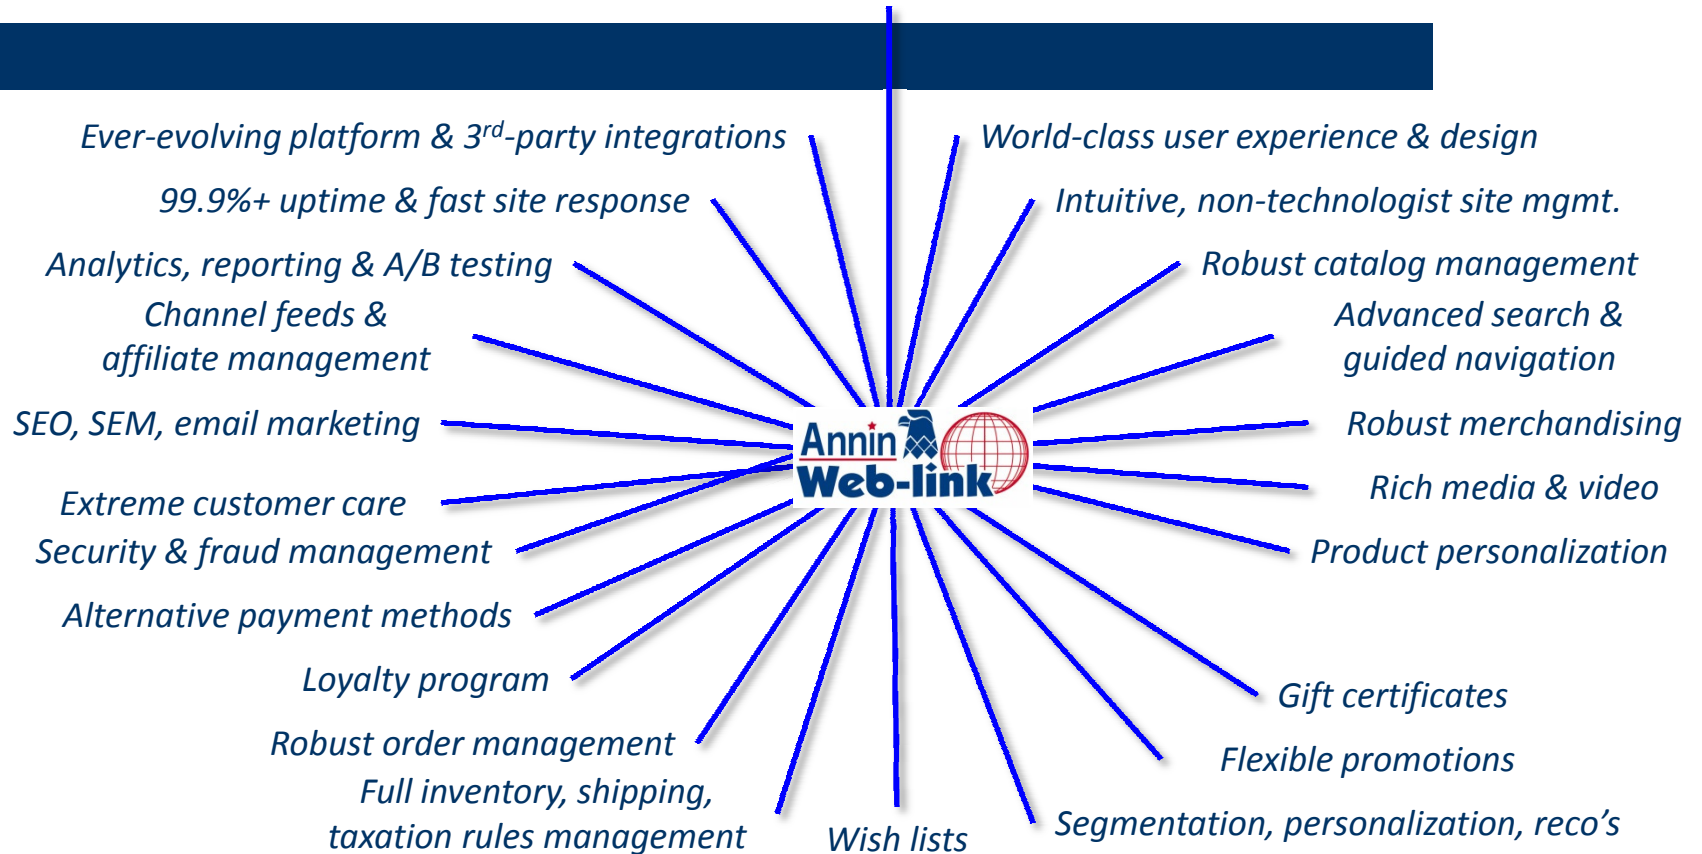 Ever-evolving platform & 3rd-party integrations
World-class user experience & design
99.9%+ uptime & fast site response
Intuitive, non-technologist site mgmt.
Analytics, reporting & A/B testing
Robust catalog management
Channel feeds &
affiliate management
Advanced search &
guided navigation
SEO, SEM, email marketing
Annin
Web-link
Robust merchandising
Extreme customer care
Rich media & video
Security & fraud management
Product personalization
Alternative payment methods
Loyalty program
Gift certificates
Robust order management
Flexible promotions
Full inventory, shipping,
taxation rules management
Wish lists
Segmentation, personalization, reco's